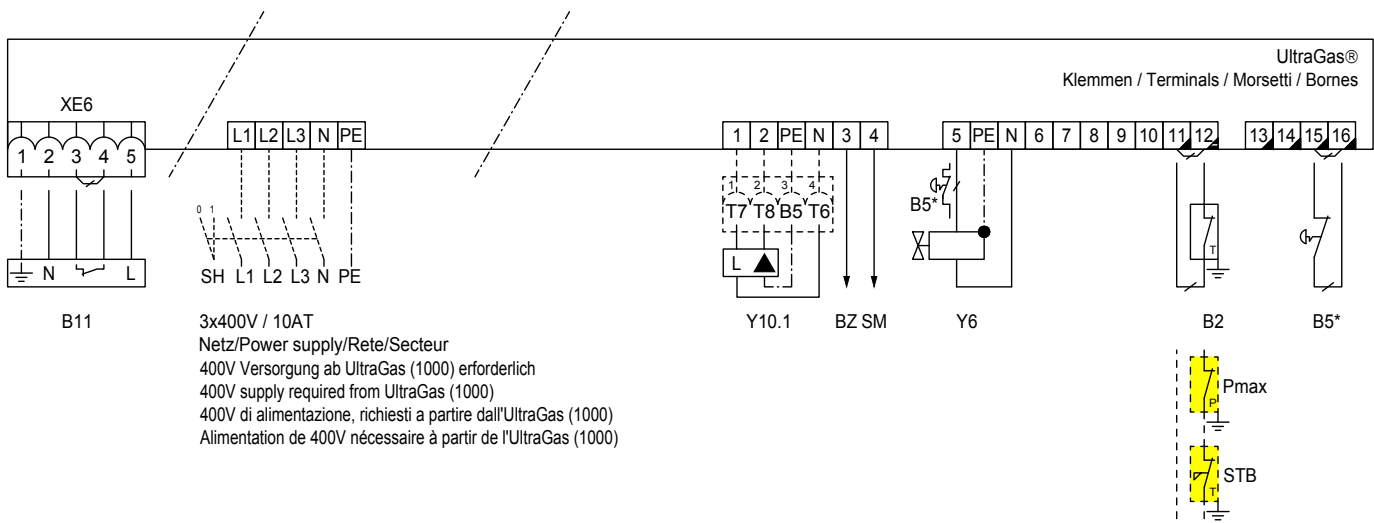 UltraGas®
Klemmen / Terminals / Morsetti / Bornes
XE6
L1 L2 L3 N PE
1 2 PE N 3 4
5 PE N 6 7 8 9 10 11 12
13 14 15 16
1 2 3 4 5
1 2 3 4
T7 T8 B5 T6
B5*
0 1
N L
SH L1 L2 L3 N PE
L
T
B11
3x400V / 10AT
Y10.1
BZ SM
Y6
B2
B5*
Netz/Power supply/Rete/Secteur
400V Versorgung ab UltraGas (1000) erforderlich
400V supply required from UltraGas (1000)
400V di alimentazione, richiesti a partire dall'UltraGas (1000)
Alimentation de 400V nécessaire à partir de l'UltraGas (1000)
Pmax
P
STB
T